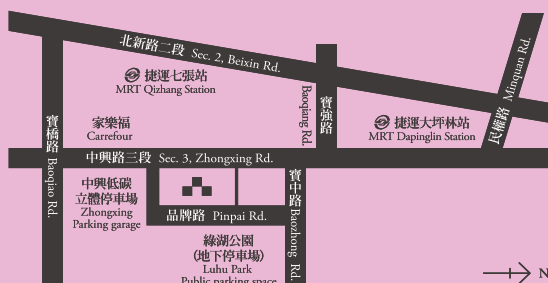 北新路二段 Sec. 2, Beixin Rd.
捷運七張站
MRT Qizhang Station
寶強路 Baoqiang Rd.
民權路 Minquan Rd.
捷運大坪林站
MRT Dapinglin Station
家樂福
Carrefour
寶橋路 Baoqiao Rd.
中興路三段 Sec. 3, Zhongxing Rd.
中興低碳
立體停車場
Zhongxing
Parking garage
品牌路 Pinpai Rd.
寶中路 Baozhong Rd.
綠湖公園
(地下停車場)
Luhu Park
Public parking space
N